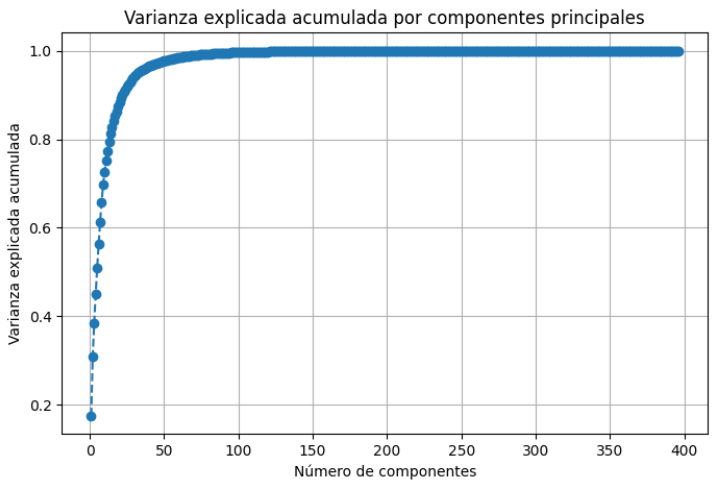 Varianza explicada acumulada por componentes principales
1.0
0.8
0.6
0.4
0.2
Varianza explicada acumulada
0 50 100 150 200 250 300 350 400
Número de componentes